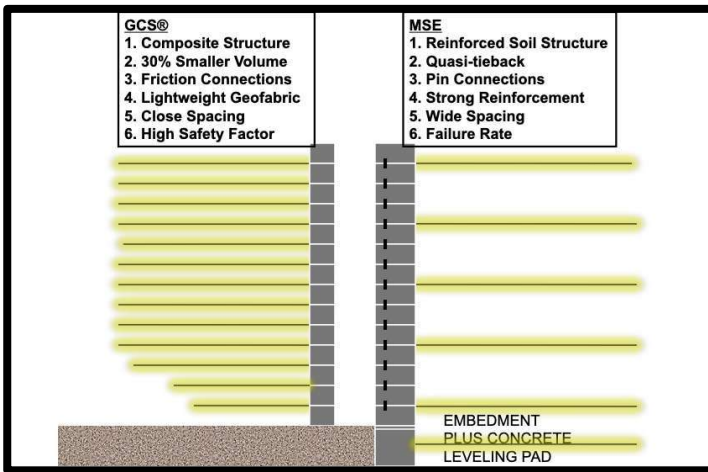 GCS®
1. Composite Structure
2. 30% Smaller Volume
3. Friction Connections
4. Lightweight Geofabric
5. Close Spacing
6. High Safety Factor
MSE
1. Reinforced Soil Structure
2. Quasi-tieback
3. Pin Connections
4. Strong Reinforcement
5. Wide Spacing
6. Failure Rate
EMBEDMENT
PLUS CONCRETE
LEVELING PAD